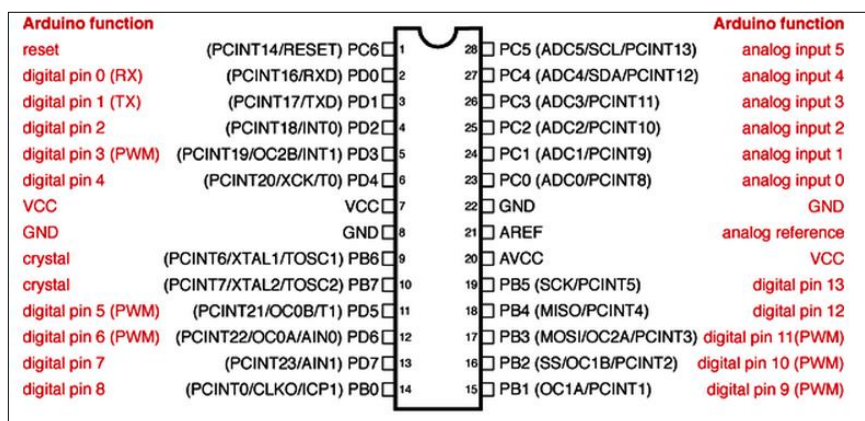 Arduino function Arduino function
reset (PCINT14/RESET) PC6 1 28 PC5 (ADC5/SCL/PCINT13) analog input 5
digital pin 0 (RX) (PCINT16/RXD) PD0 2 27 PC4 (ADC4/SDA/PCINT12) analog input 4
digital pin 1 (TX) (PCINT17/TXD) PD1 3 26 PC3 (ADC3/PCINT11) analog input 3
digital pin 2 (PCINT18/INT0) PD2 4 25 PC2 (ADC2/PCINT10) analog input 2
digital pin 3 (PWM) (PCINT19/OC2B/INT1) PD3 5 24 PC1 (ADC1/PCINT9) analog input 1
digital pin 4 (PCINT20/XCK/T0) PD4 6 23 PC0 (ADC0/PCINT8) analog input 0
VCC VCC 7 22 GND GND
GND GND 8 21 AREF analog reference
crystal (PCINT6/XTAL1/TOSC1) PB6 9 20 AVCC VCC
crystal (PCINT7/XTAL2/TOSC2) PB7 10 19 PB5 (SCK/PCINT5) digital pin 13
digital pin 5 (PWM) (PCINT21/OC0B/T1) PD5 11 18 PB4 (MISO/PCINT4) digital pin 12
digital pin 6 (PWM) (PCINT22/OC0A/AIN0) PD6 12 17 PB3 (MOSI/OC2A/PCINT3) digital pin 11(PWM)
digital pin 7 (PCINT23/AIN1) PD7 13 16 PB2 (SS/OC1B/PCINT2) digital pin 10 (PWM)
digital pin 8 (PCINT0/CLKO/ICP1) PB0 14 15 PB1 (OC1A/PCINT1) digital pin 9 (PWM)